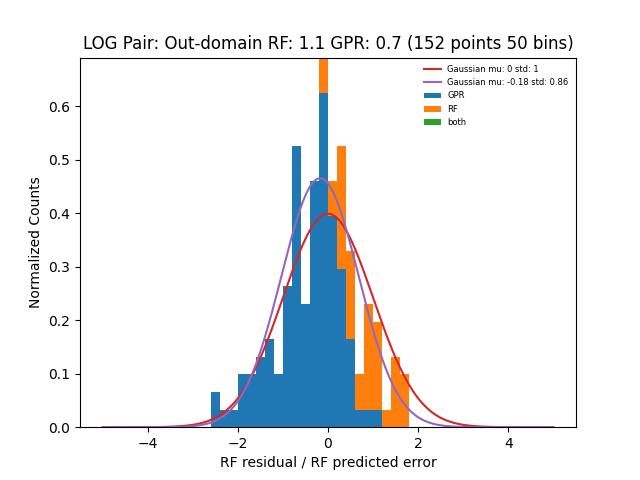 LOG Pair: Out-domain RF: 1.1 GPR: 0.7 (152 points 50 bins)
Gaussian mu: 0 std: 1
Gaussian mu: -0.18 std: 0.86
GPR
RF
both
Normalized Counts
0.6
0.5
0.4
0.3
0.2
0.1
0.0
−4 −2 0 2 4
RF residual / RF predicted error